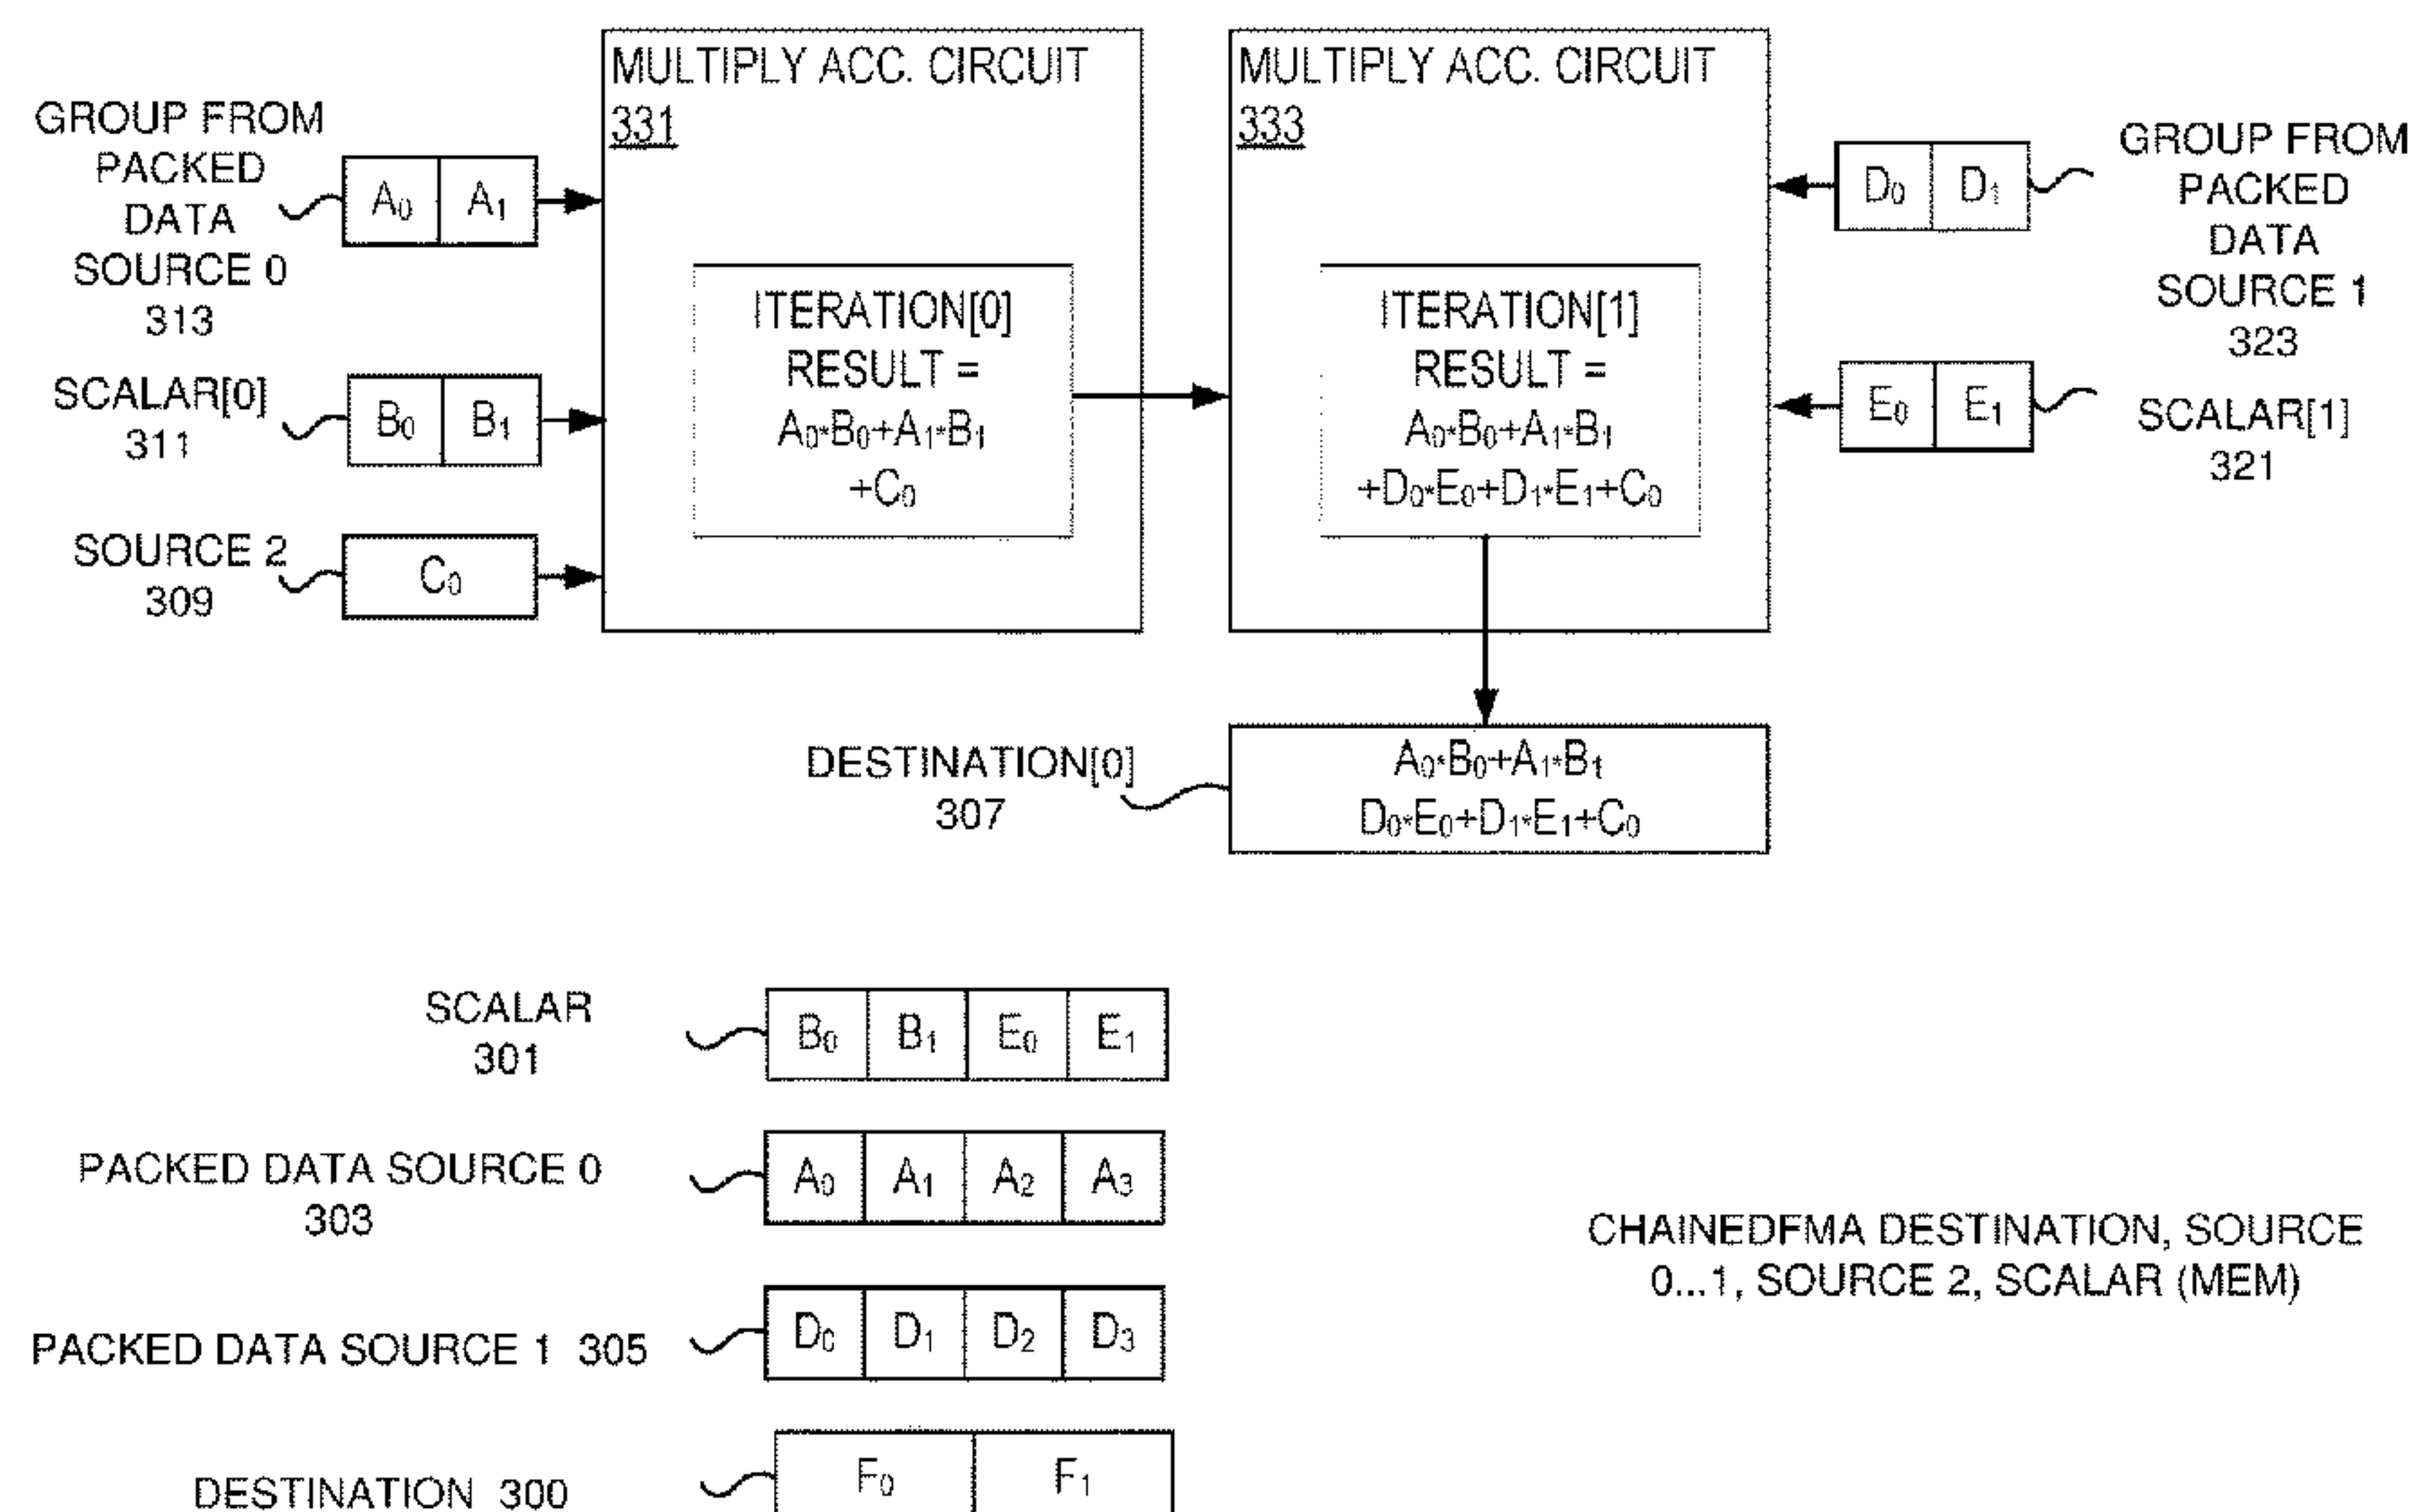 GROUP FROM
PACKED
DATA
SOURCE 0
313
A₀ A₁
SCALAR[0]
311
B₀ B₁
SOURCE 2
309
C₀
MULTIPLY ACC. CIRCUIT
331
ITERATION[0]
RESULT =
A₀*B₀+A₁*B₁
+C₀
MULTIPLY ACC. CIRCUIT
333
ITERATION[1]
RESULT =
A₀*B₀+A₁*B₁
+D₀*E₀+D₁*E₁+C₀
D₀ D₁
GROUP FROM
PACKED
DATA
SOURCE 1
323
E₀ E₁
SCALAR[1]
321
DESTINATION[0]
307
A₀*B₀+A₁*B₁
D₀*E₀+D₁*E₁+C₀
SCALAR
301
B₀ B₁ E₀ E₁
PACKED DATA SOURCE 0
303
A₀ A₁ A₂ A₃
PACKED DATA SOURCE 1 305
D₀ D₁ D₂ D₃
DESTINATION 300
F₀ F₁
CHAINEDFMA DESTINATION, SOURCE
0...1, SOURCE 2, SCALAR (MEM)